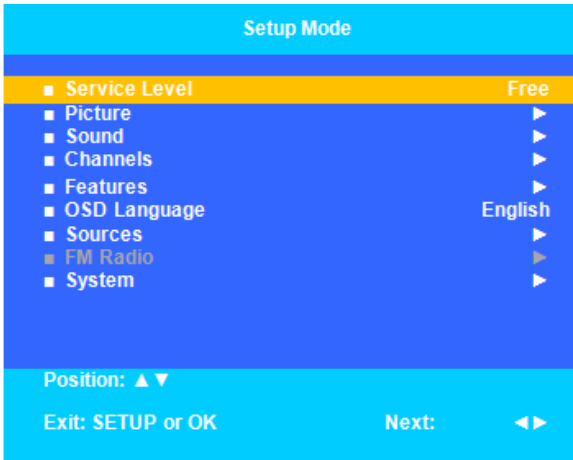 Setup Mode
■ Service Level Free
■ Picture ►
■ Sound ►
■ Channels ►
■ Features ►
■ OSD Language English
■ Sources ►
■ FM Radio ►
■ System ►
Position: ▲▼
Exit: SETUP or OK Next: ◄►